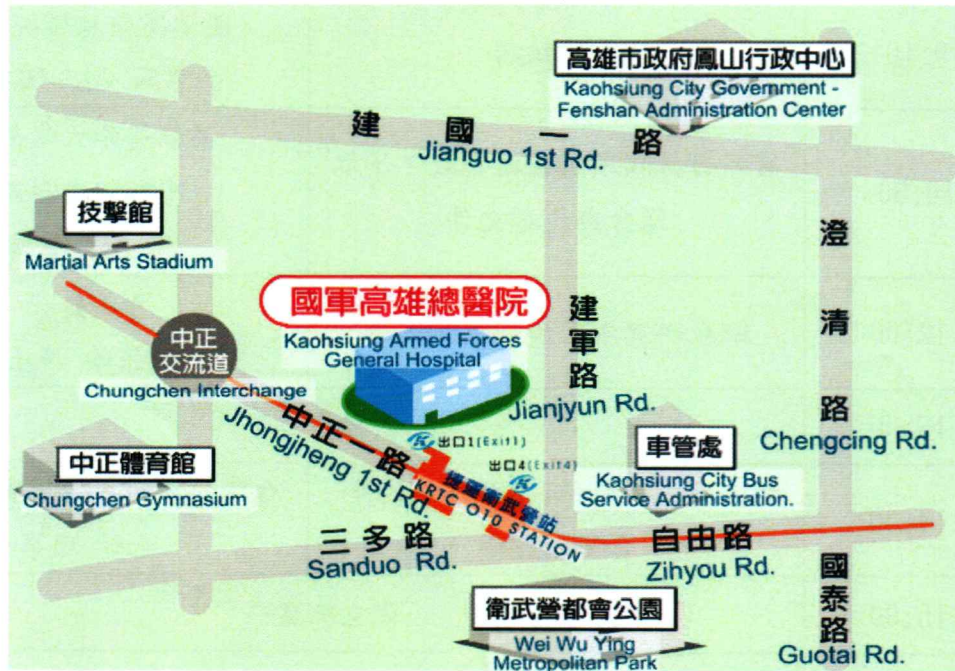 高雄市政府鳳山行政中心
Kaohsiung City Government -
Fenshan Administration Center
建國一路
Jianguo 1st Rd.
技擊館
Martial Arts Stadium
澄清路
Chengcing Rd.
國軍高雄總醫院
Kaohsiung Armed Forces
General Hospital
建軍路
Jianjyun Rd.
中正
交流道
Chungchen Interchange
中正一路
Jhongjheng 1st Rd.
出口1(Exit1)
出口4(Exit4)
捷運衛武營站
KRTC O10 STATION
車管處
Kaohsiung City Bus
Service Administration.
中正體育館
Chungchen Gymnasium
三多路
Sanduo Rd.
自由路
Zihyou Rd.
衛武營都會公園
Wei Wu Ying
Metropolitan Park
國泰路
Guotai Rd.